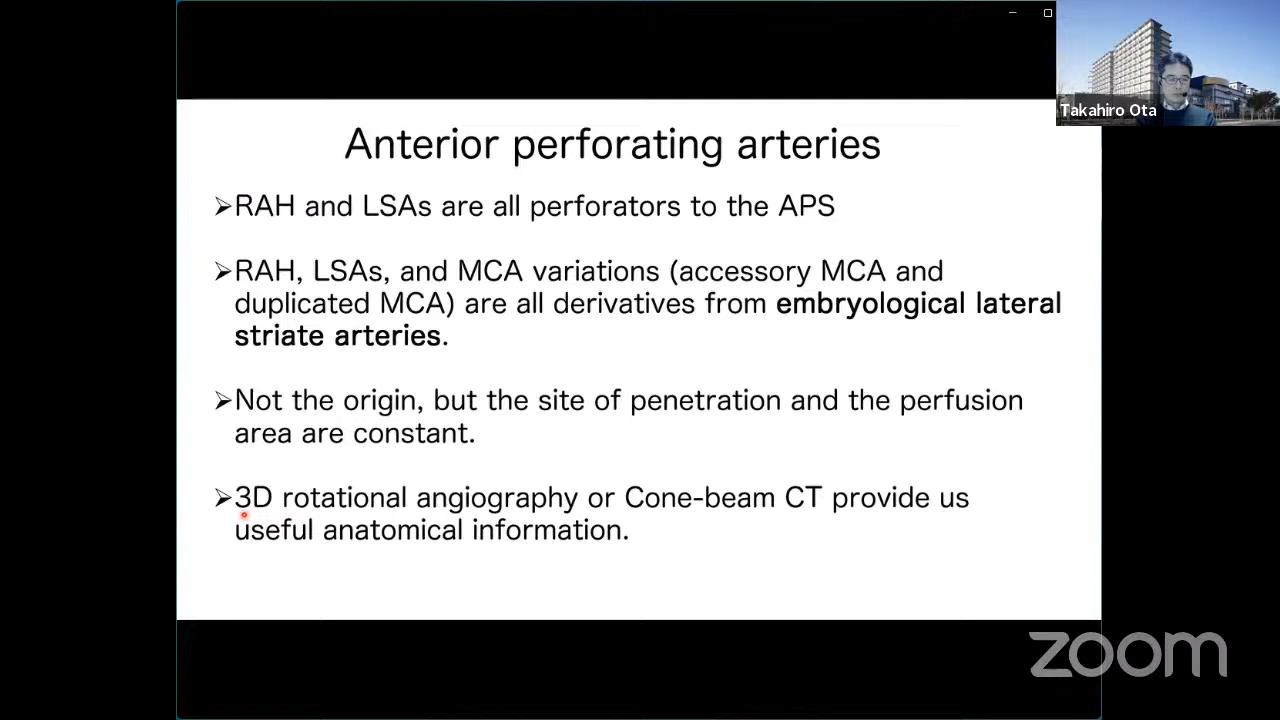 Takahiro Ota
Anterior perforating arteries
➢RAH and LSAs are all perforators to the APS
➢RAH, LSAs, and MCA variations (accessory MCA and
duplicated MCA) are all derivatives from embryological lateral
striate arteries.
➢Not the origin, but the site of penetration and the perfusion
area are constant.
➢3D rotational angiography or Cone-beam CT provide us
useful anatomical information.
zoom